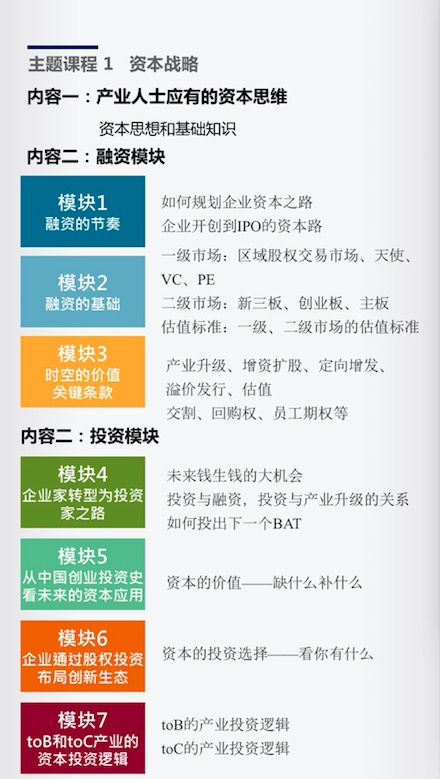 主题课程 1 资本战略
内容一：产业人士应有的资本思维
资本思想和基础知识
内容二：融资模块
模块1
融资的节奏
如何规划企业资本之路
企业开创到IPO的资本路
模块2
融资的基础
一级市场：区域股权交易市场、天使、
VC、PE
二级市场：新三板、创业板、主板
估值标准：一级、二级市场的估值标准
模块3
时空的价值
关键条款
产业升级、增资扩股、定向增发、
溢价发行、估值
交割、回购权、员工期权等
内容二：投资模块
模块4
企业家转型为投资
家之路
未来钱生钱的大机会
投资与融资，投资与产业升级的关系
如何投出下一个BAT
模块5
从中国创业投资史
看未来的资本应用
资本的价值——缺什么补什么
模块6
企业通过股权投资
布局创新生态
资本的投资选择——看你有什么
模块7
toB和toC产业的
资本投资逻辑
toB的产业投资逻辑
toC的产业投资逻辑